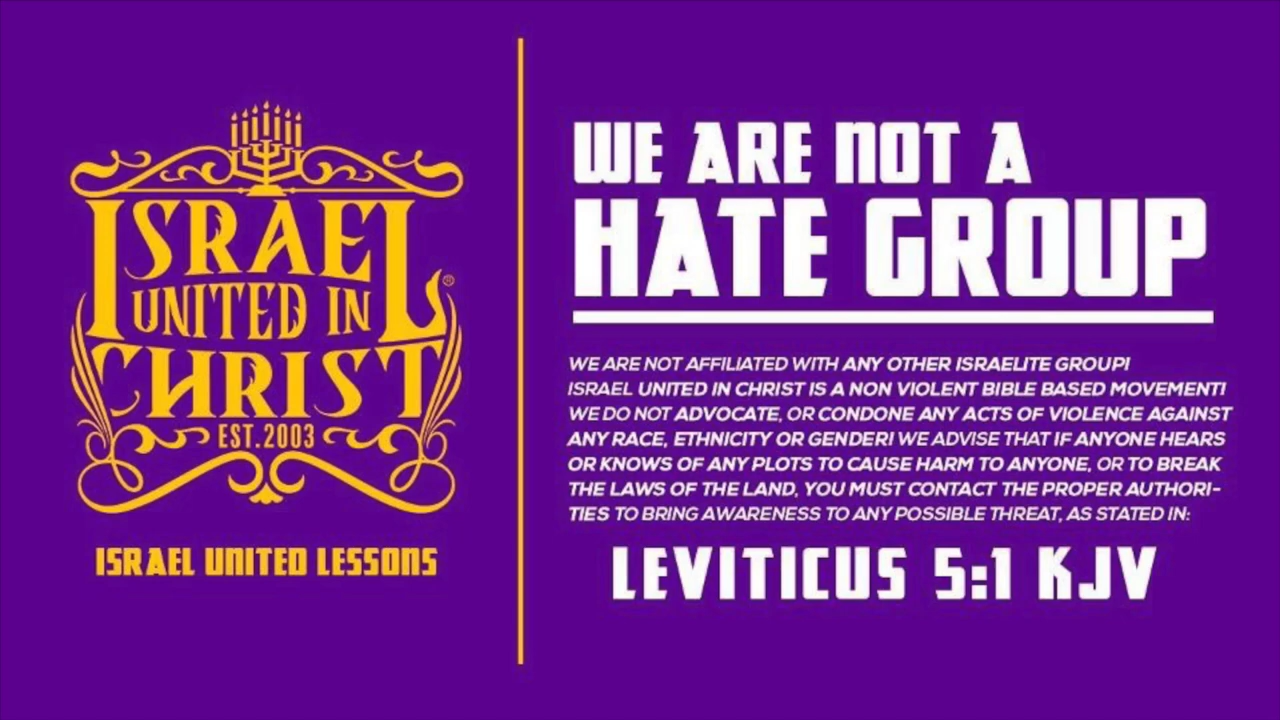 ISRAEL
UNITED IN
CHRIST
EST.2003
®
ISRAEL UNITED LESSONS
WE ARE NOT A
HATE GROUP
WE ARE NOT AFFILIATED WITH ANY OTHER ISRAELITE GROUP!
ISRAEL UNITED IN CHRIST IS A NON VIOLENT BIBLE BASED MOVEMENT!
WE DO NOT ADVOCATE, OR CONDONE ANY ACTS OF VIOLENCE AGAINST
ANY RACE, ETHNICITY OR GENDER! WE ADVISE THAT IF ANYONE HEARS
OR KNOWS OF ANY PLOTS TO CAUSE HARM TO ANYONE, OR TO BREAK
THE LAWS OF THE LAND, YOU MUST CONTACT THE PROPER AUTHORI-
TIES TO BRING AWARENESS TO ANY POSSIBLE THREAT, AS STATED IN:
LEVITICUS 5:1 KJV